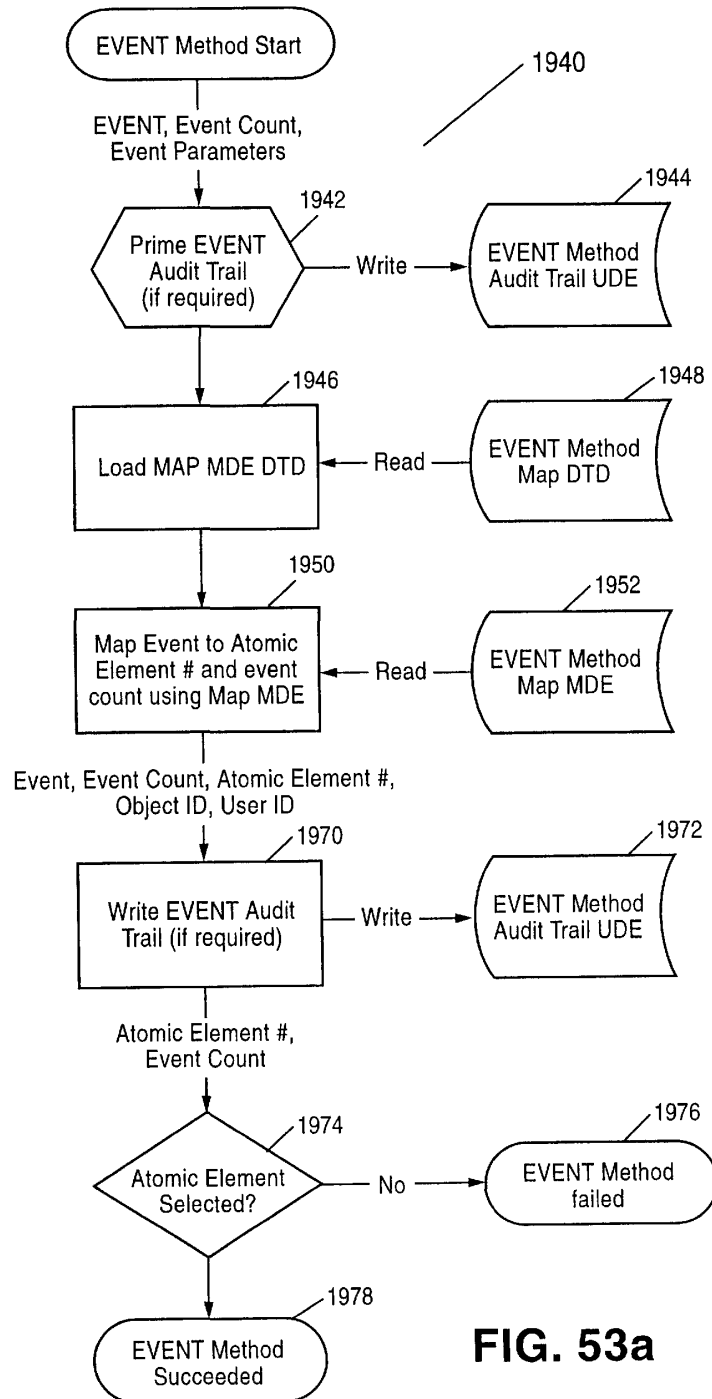 EVENT Method Start
1940
EVENT, Event Count,
Event Parameters
1942
1944
Prime EVENT
Audit Trail
(if required)
Write
EVENT Method
Audit Trail UDE
1946
1948
Load MAP MDE DTD
Read
EVENT Method
Map DTD
1950
1952
Map Event to Atomic
Element # and event
count using Map MDE
Read
EVENT Method
Map MDE
Event, Event Count, Atomic Element #,
Object ID, User ID
1970
1972
Write EVENT Audit
Trail (if required)
Write
EVENT Method
Audit Trail UDE
Atomic Element #,
Event Count
1974
1976
Atomic Element
Selected?
No
EVENT Method
failed
1978
EVENT Method
Succeeded
FIG. 53a